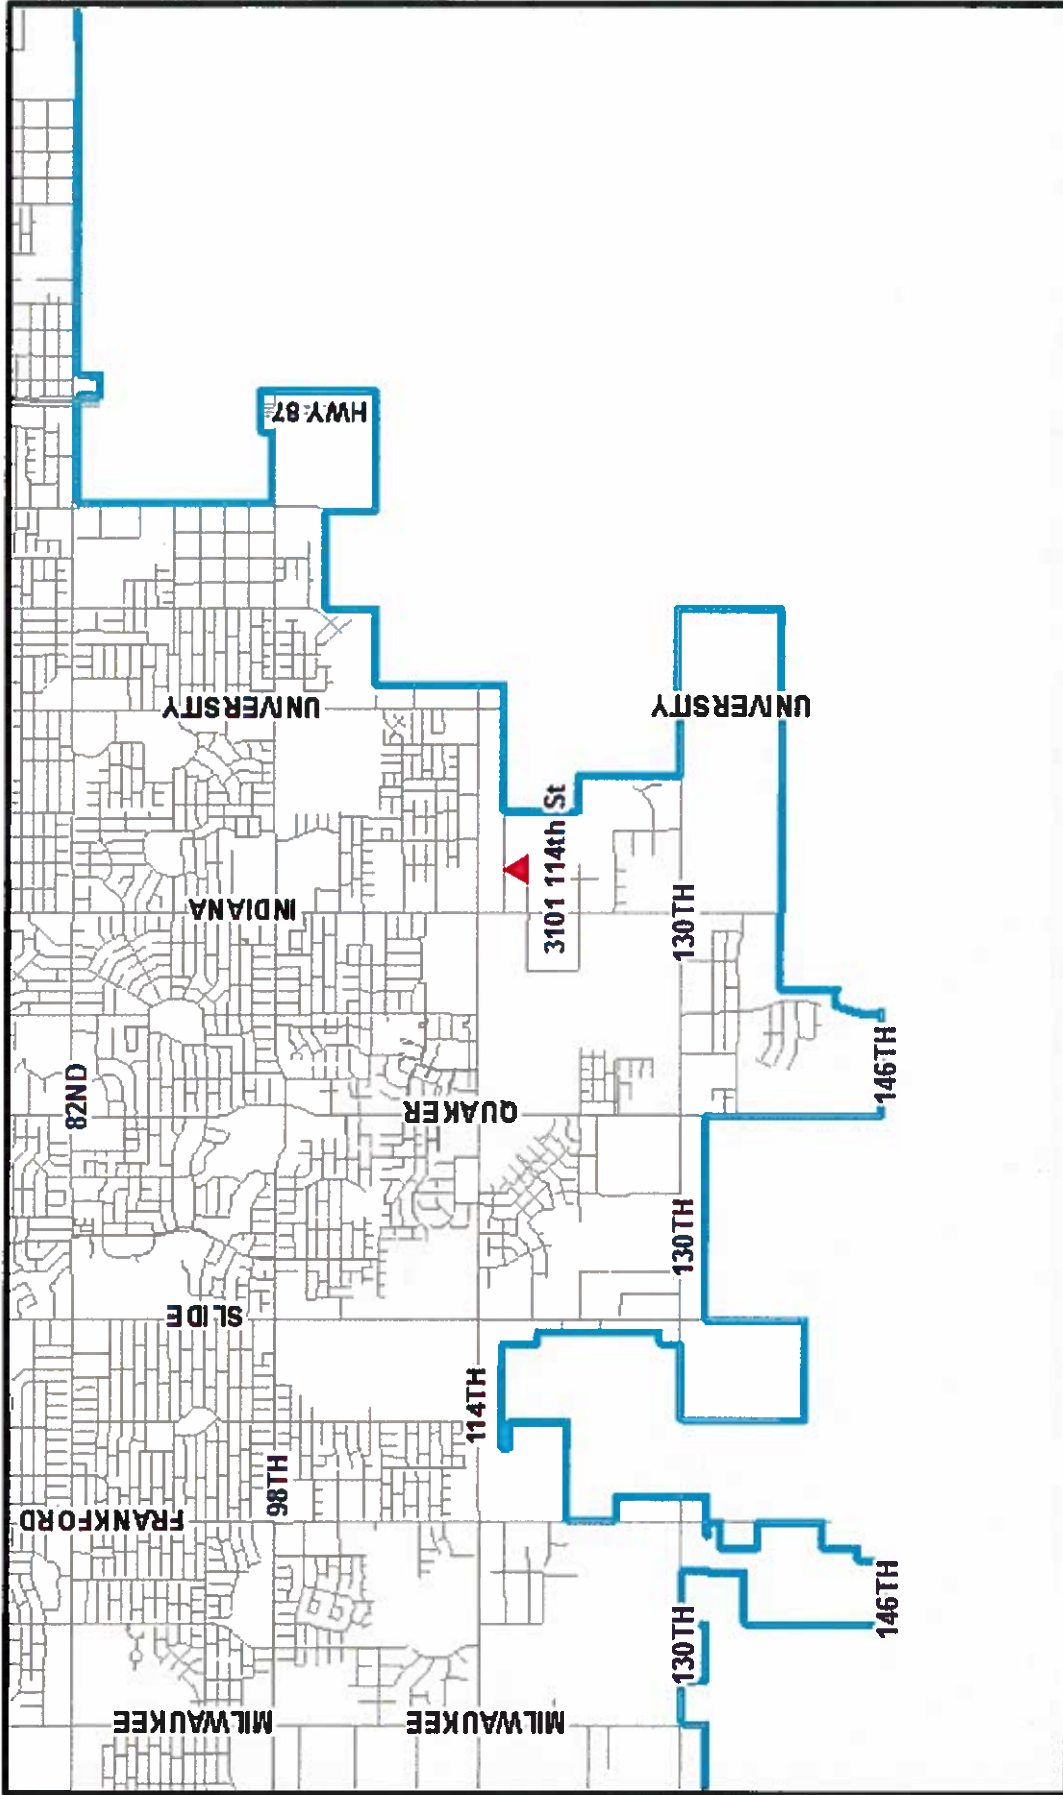 HWY 87
UNIVERSITY
UNIVERSITY
3101 114th St
INDIANA
130TH
82ND
QUAKER
146TH
130TH
SLIDE
114TH
98TH
FRANKFORD
130TH
146TH
MILWAUKEE
MILWAUKEE